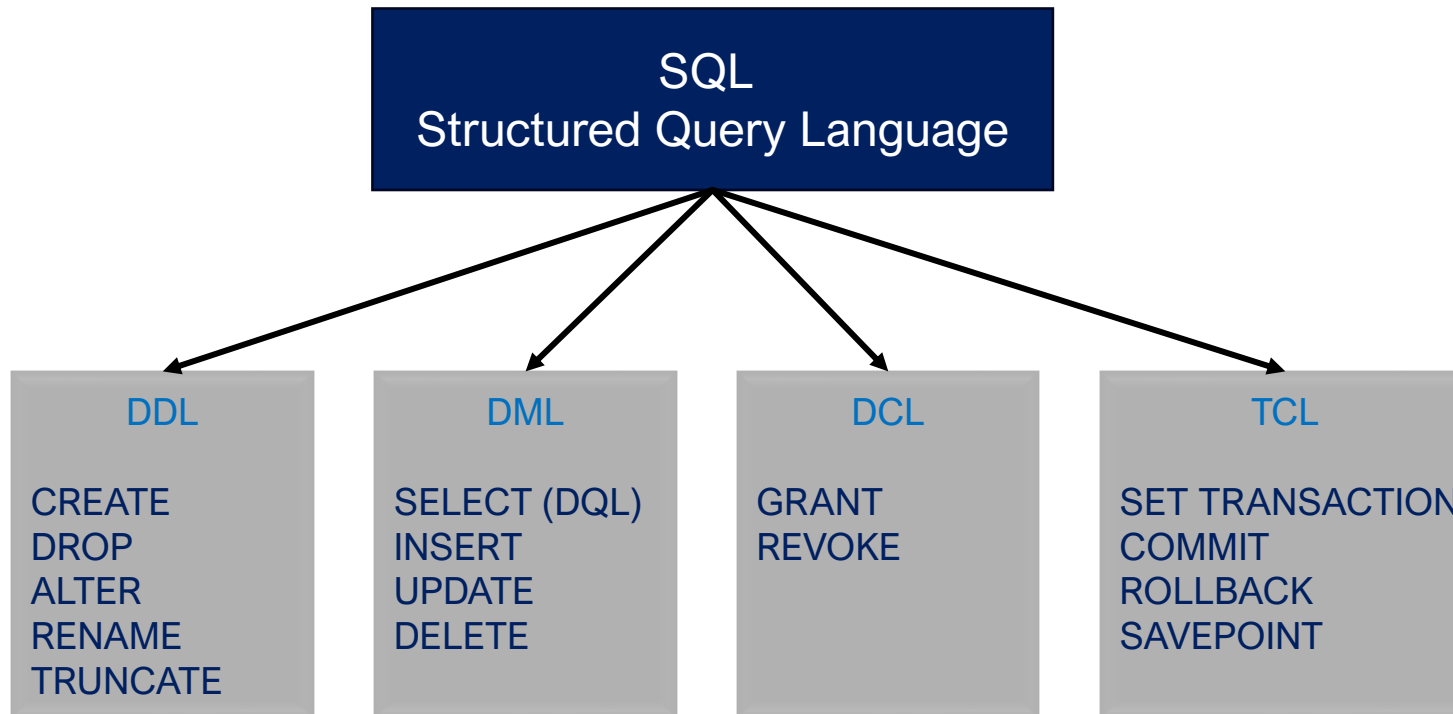 SQL
Structured Query Language
DDL
CREATE
DROP
ALTER
RENAME
TRUNCATE
DML
SELECT (DQL)
INSERT
UPDATE
DELETE
DCL
GRANT
REVOKE
TCL
SET TRANSACTION
COMMIT
ROLLBACK
SAVEPOINT